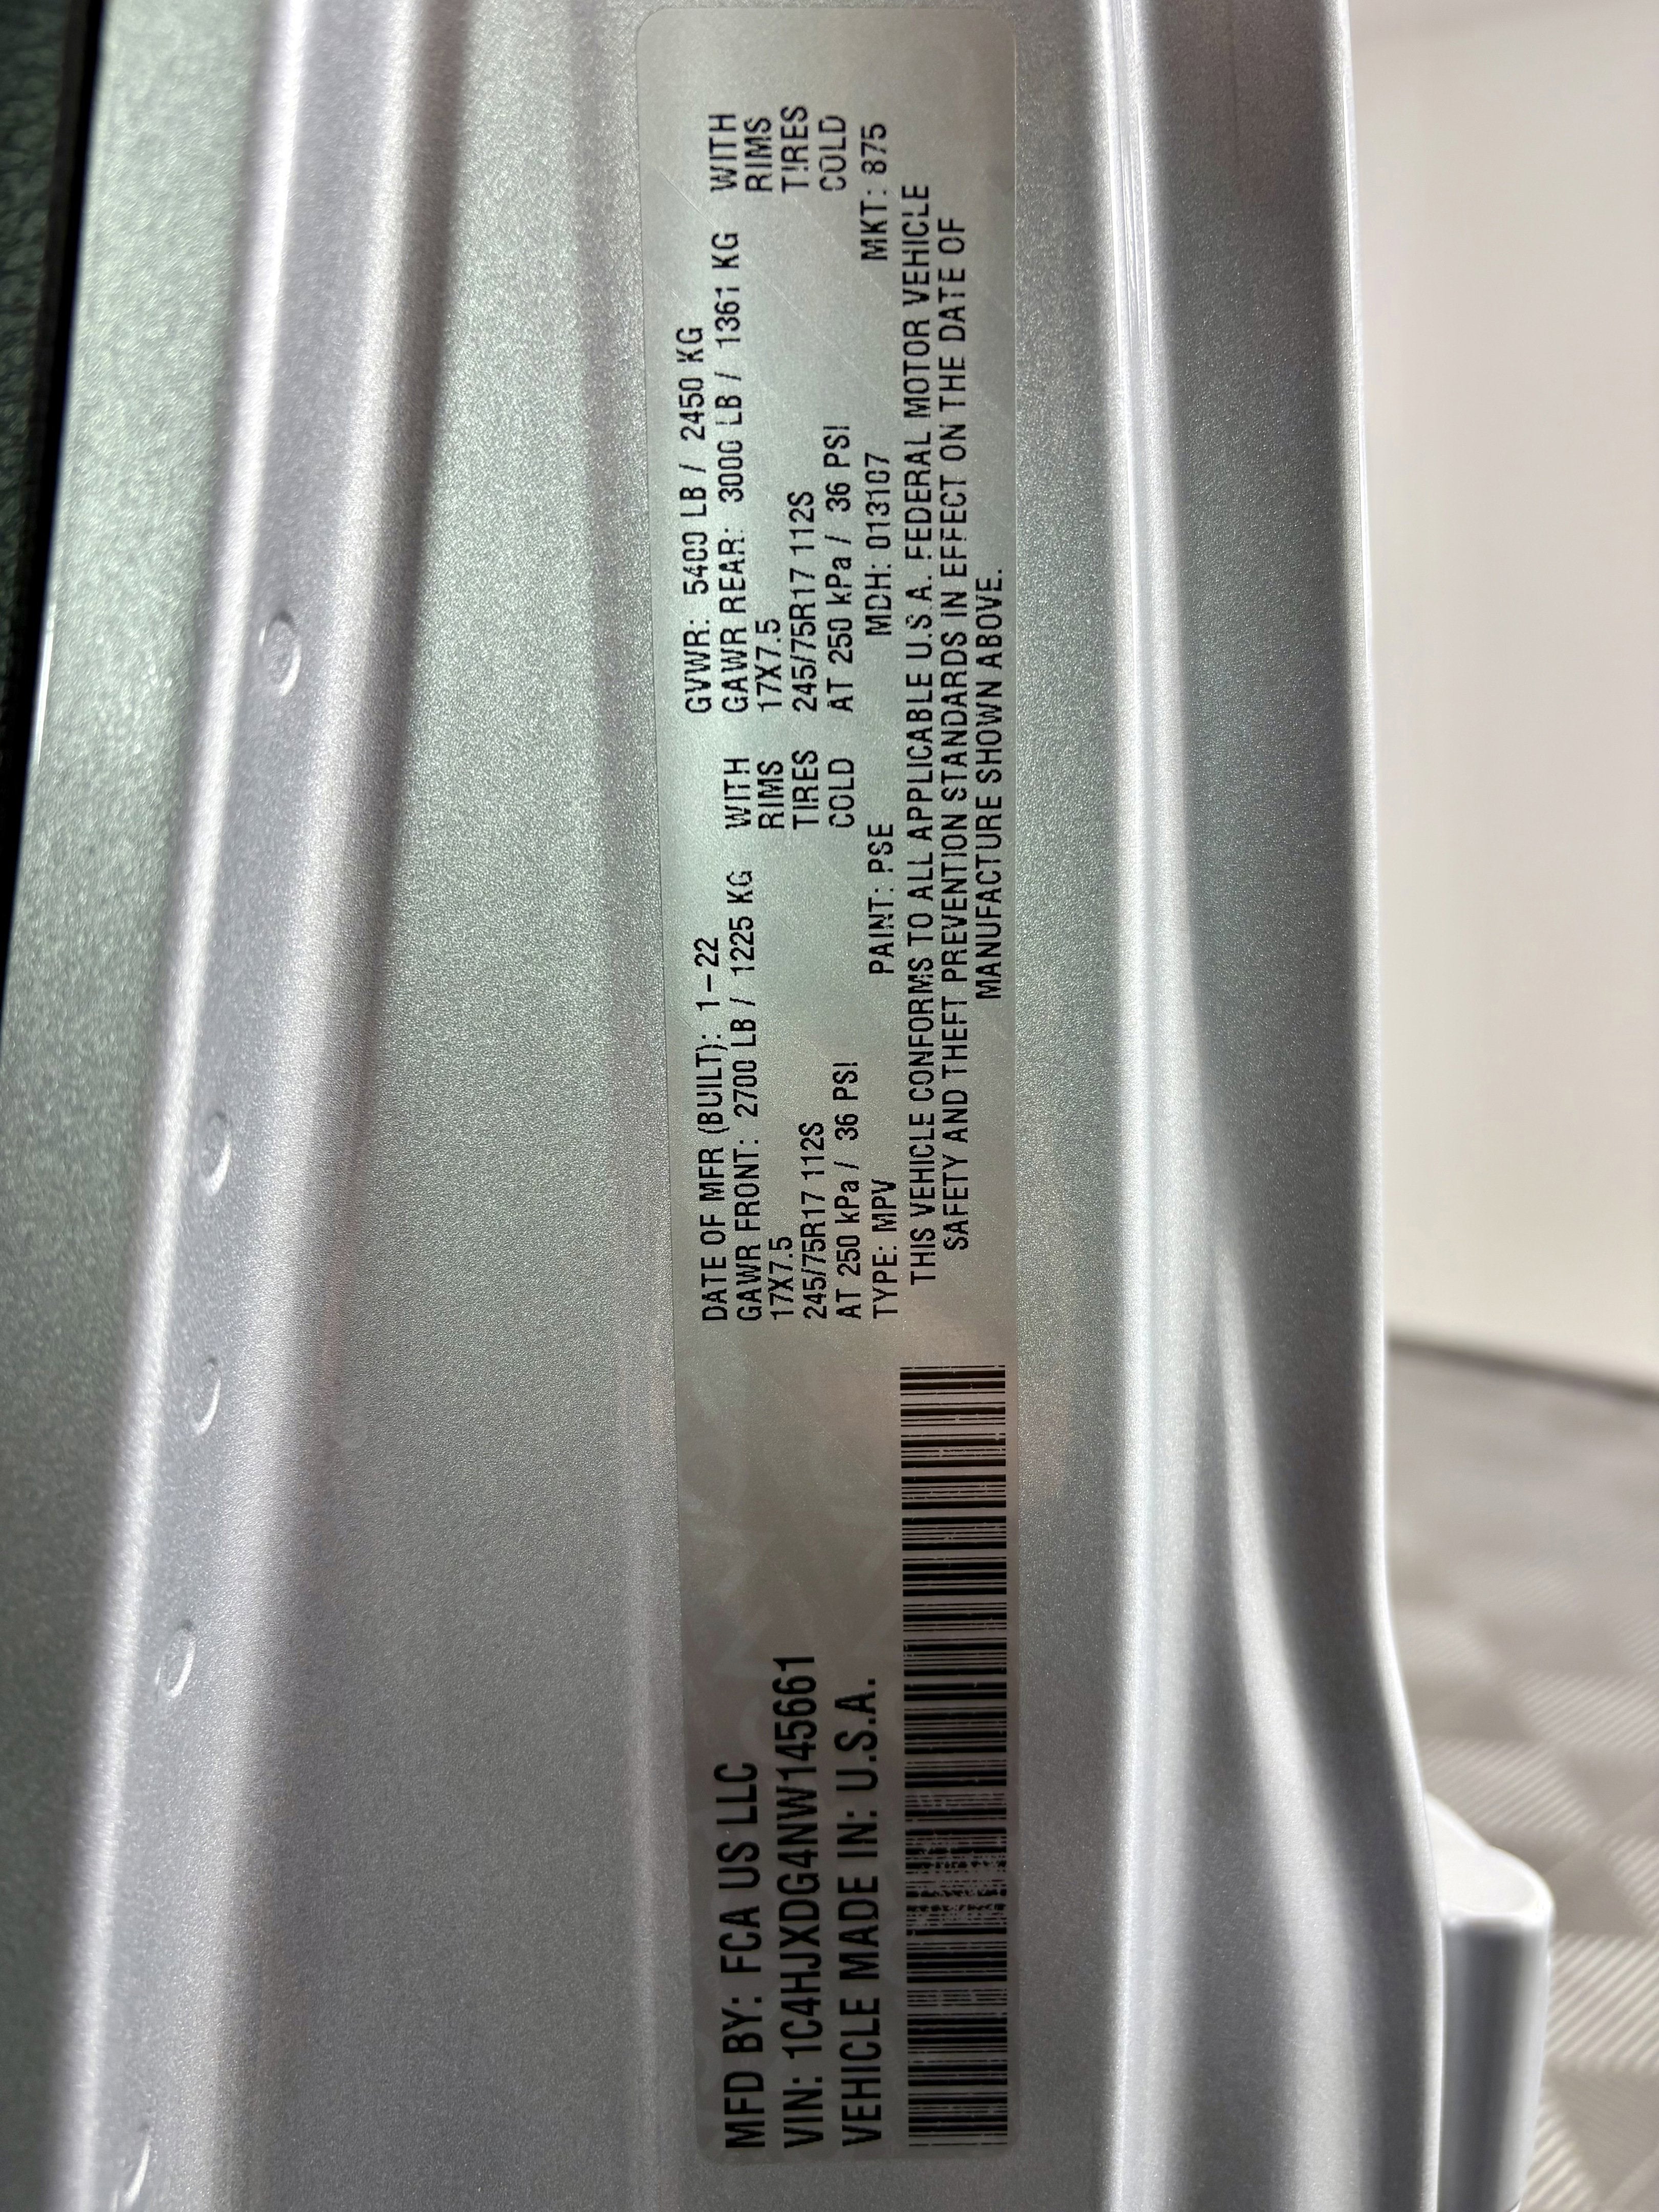 MFD BY: FCA US LLC
VIN: 1C4HJXDG4NW145661
VEHICLE MADE IN: U.S.A.
DATE OF MFR (BUILT): 1-22 GVWR: 5400 LB / 2450 KG
GAWR FRONT: 2700 LB / 1225 KG WITH GAWR REAR: 3000 LB / 1361 KG WITH
17X7.5 RIMS 17X7.5 RIMS
245/75R17 112S TIRES 245/75R17 112S TIRES
AT 250 kPa / 36 PSI COLD AT 250 kPa / 36 PSI COLD
TYPE: MPV PAINT: PSE MDH: 013107 MKT: 875
THIS VEHICLE CONFORMS TO ALL APPLICABLE U.S.A. FEDERAL MOTOR VEHICLE
SAFETY AND THEFT PREVENTION STANDARDS IN EFFECT ON THE DATE OF
MANUFACTURE SHOWN ABOVE.